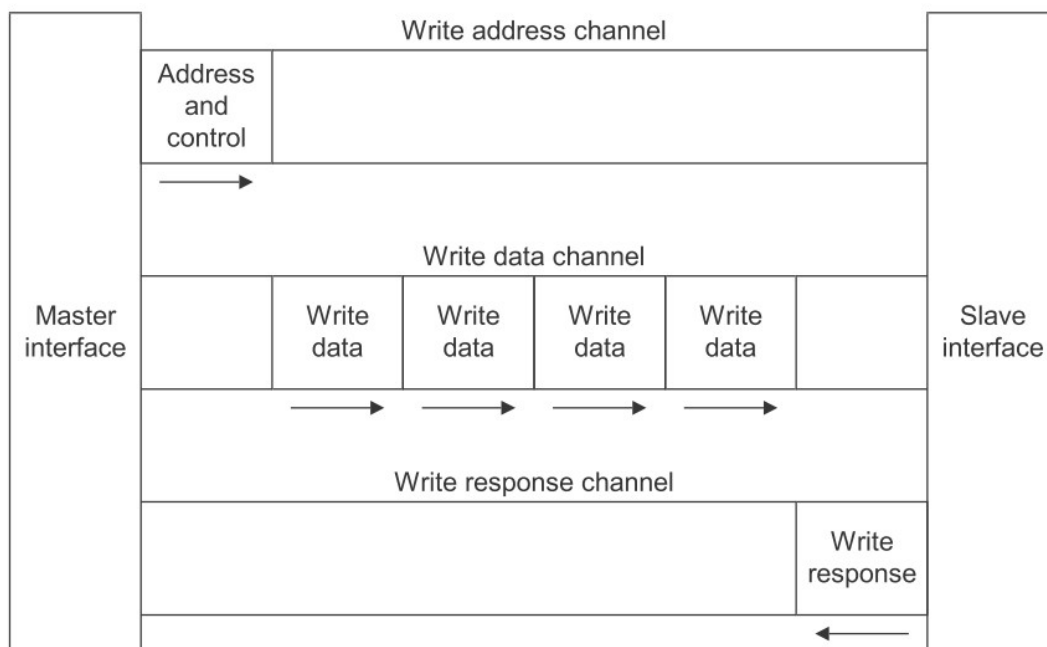 Write address channel
Address
and
control
Write data channel
Master
interface
Write
data
Write
data
Write
data
Write
data
Slave
interface
Write response channel
Write
response